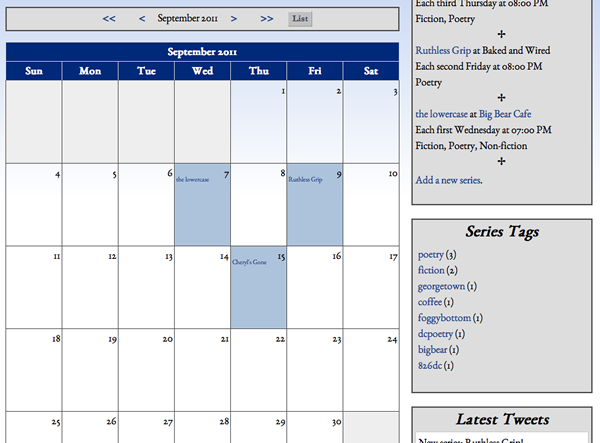 << < September 2011 > >> List
September 2011
Sun Mon Tue Wed Thu Fri Sat
1 2 3
4 5 6 7 8 9 10
the lowercase Ruthless Grip
11 12 13 14 15 16 17
Cheryl's Gone
18 19 20 21 22 23 24
25 26 27 28 29 30
Each third Thursday at 08:00 PM
Fiction, Poetry
✢
Ruthless Grip at Baked and Wired
Each second Friday at 08:00 PM
Poetry
✢
the lowercase at Big Bear Cafe
Each first Wednesday at 07:00 PM
Fiction, Poetry, Non-fiction
✢
Add a new series.
Series Tags
poetry (3)
fiction (2)
georgetown (1)
coffee (1)
foggybottom (1)
dcpoetry (1)
bigbear (1)
826dc (1)
Latest Tweets
New series: Ruthless Grip!